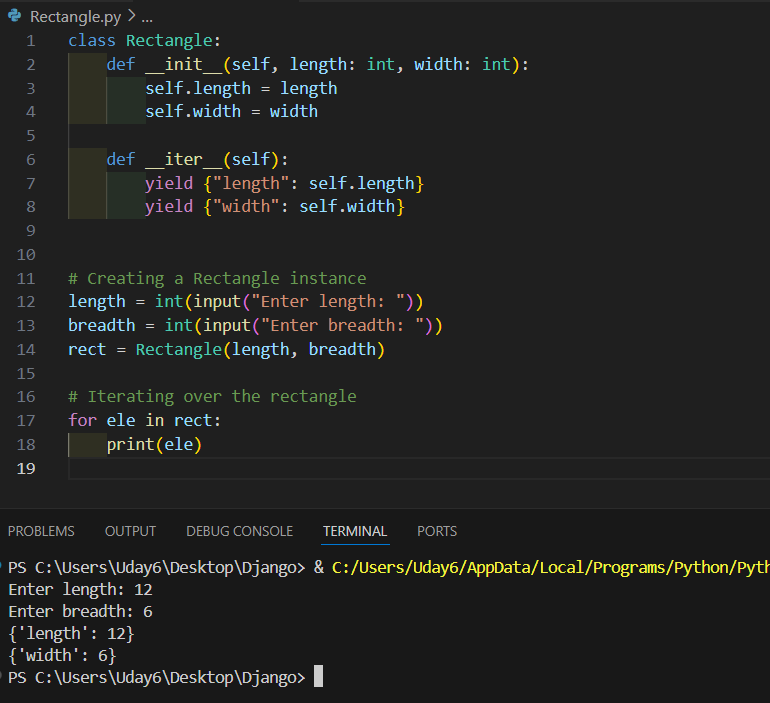 Rectangle.py > ...
1 class Rectangle:
2     def __init__(self, length: int, width: int):
3         self.length = length
4         self.width = width
5
6     def __iter__(self):
7         yield {"length": self.length}
8         yield {"width": self.width}
9
10
11 # Creating a Rectangle instance
12 length = int(input("Enter length: "))
13 breadth = int(input("Enter breadth: "))
14 rect = Rectangle(length, breadth)
15
16 # Iterating over the rectangle
17 for ele in rect:
18     print(ele)
19
PROBLEMS OUTPUT DEBUG CONSOLE TERMINAL PORTS
PS C:\Users\Uday6\Desktop\Django> & C:/Users/Uday6/AppData/Local/Programs/Python/Pyth
Enter length: 12
Enter breadth: 6
{'length': 12}
{'width': 6}
PS C:\Users\Uday6\Desktop\Django>